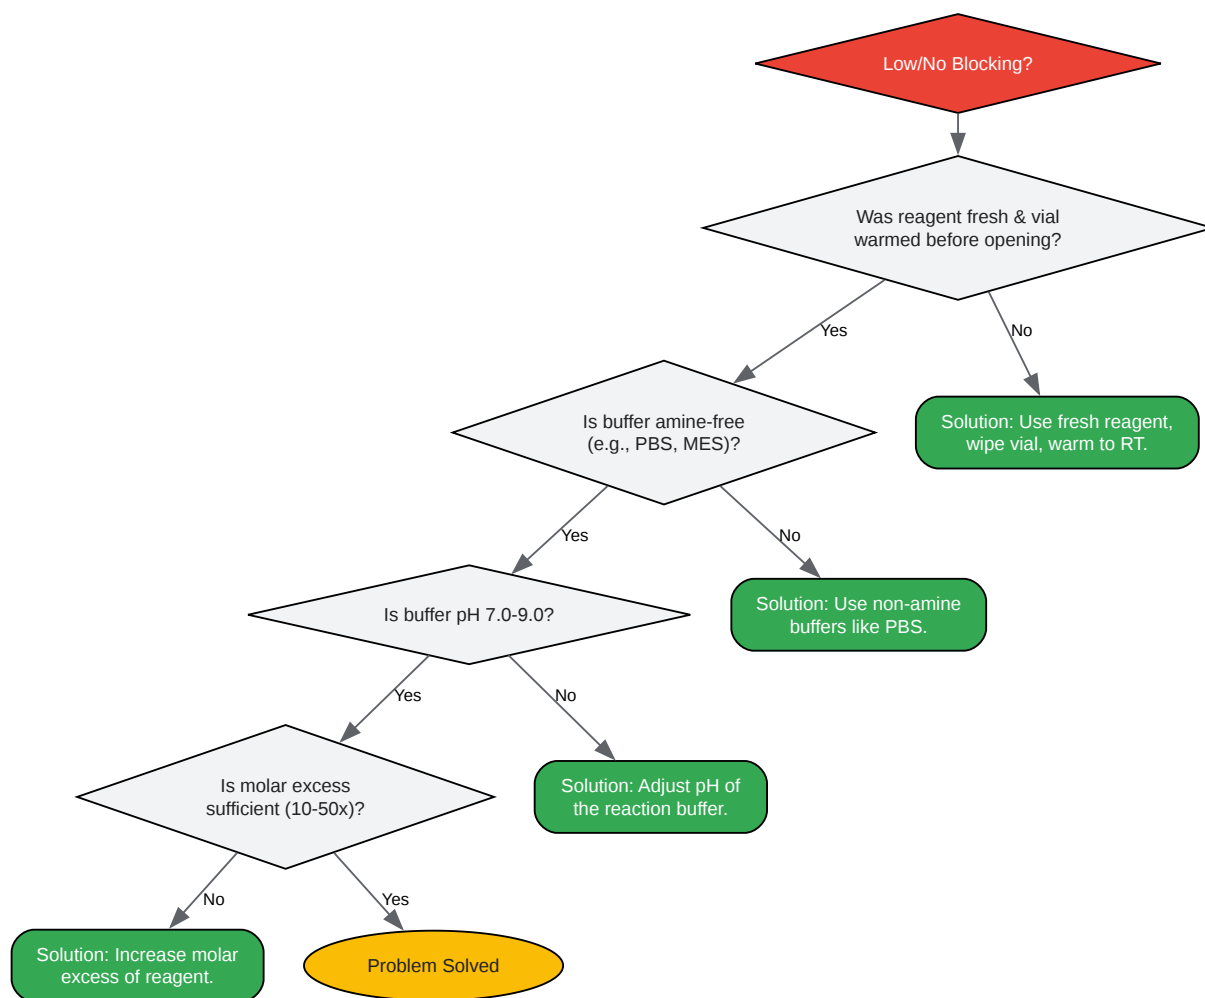 Low/No Blocking?
Was reagent fresh & vial
warmed before opening?
Yes
No
Is buffer amine-free
(e.g., PBS, MES)?
Solution: Use fresh reagent,
wipe vial, warm to RT.
Yes
No
Is buffer pH 7.0-9.0?
Solution: Use non-amine
buffers like PBS.
Yes
No
Is molar excess
sufficient (10-50x)?
Solution: Adjust pH of
the reaction buffer.
No
Yes
Solution: Increase molar
excess of reagent.
Problem Solved